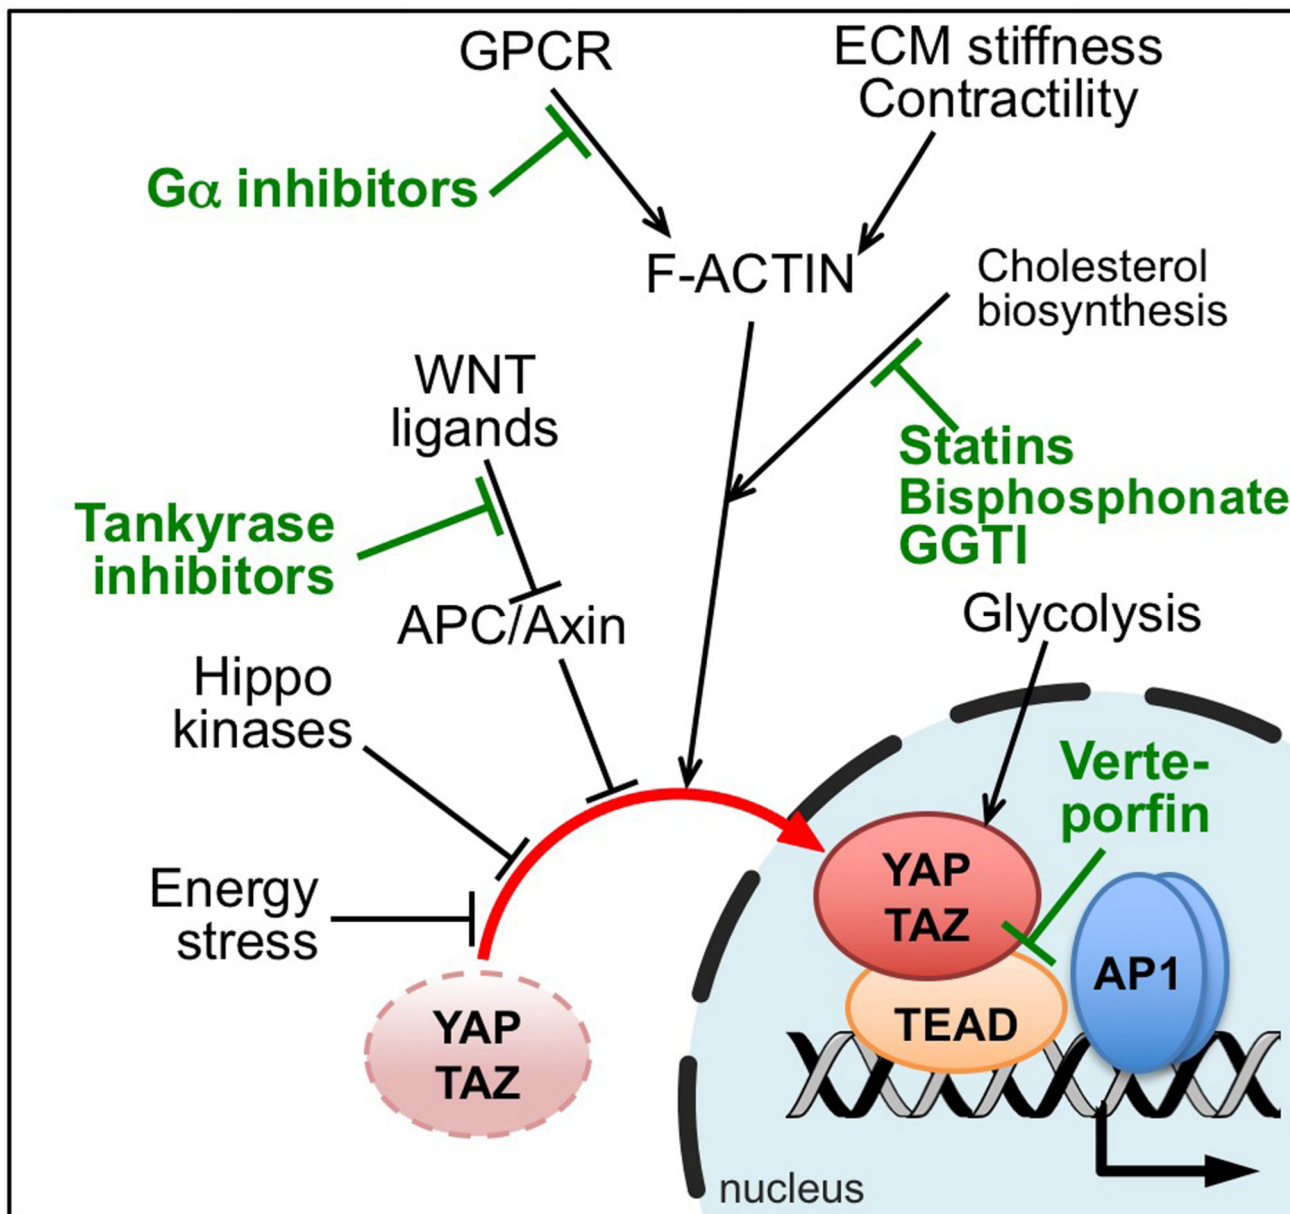 GPCR
ECM stiffness
Contractility
Gα inhibitors
F-ACTIN
Cholesterol
biosynthesis
WNT
ligands
Statins
Bisphosphonate
GGTI
Tankyrase
inhibitors
APC/Axin
Glycolysis
Hippo
kinases
Verte-
porfin
Energy
stress
YAP
TAZ
AP1
TEAD
YAP
TAZ
nucleus